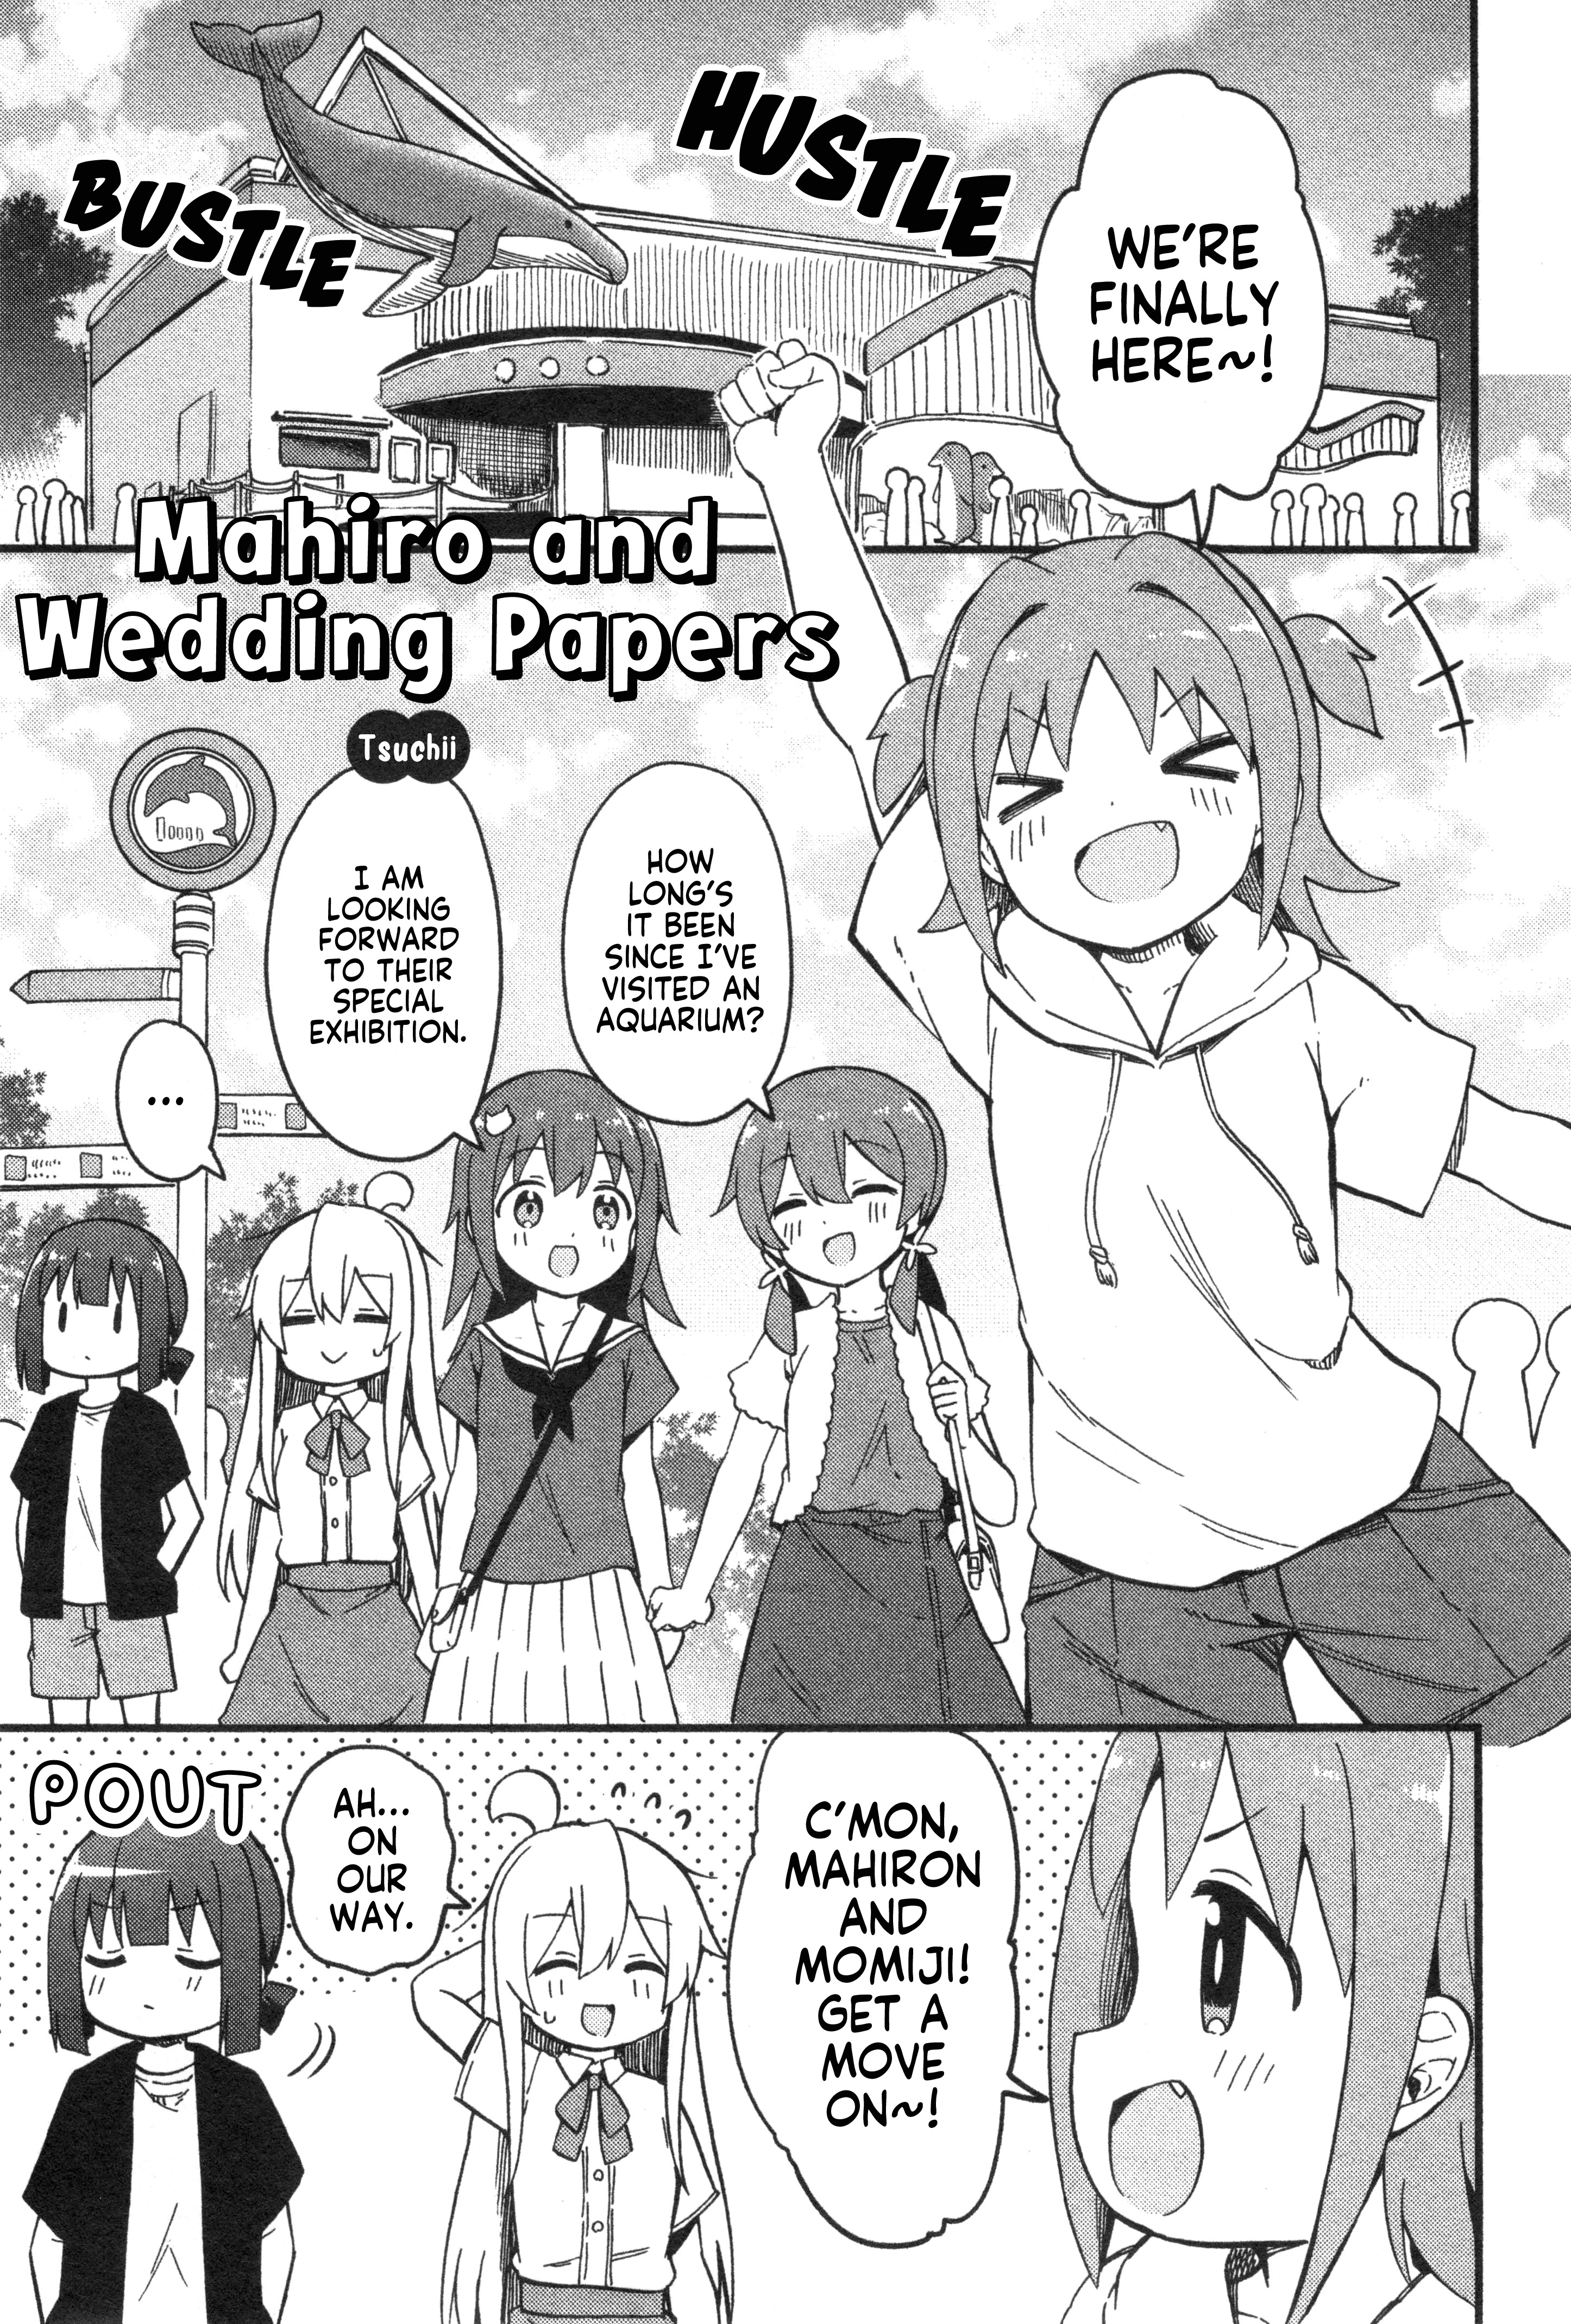 HUSTLE
BUSTLE
WE'RE
FINALLY
HERE~!
Mahiro and
Wedding Papers
Tsuchii
HOW
LONG'S
IT BEEN
SINCE I'VE
VISITED AN
AQUARIUM?
I AM
LOOKING
FORWARD
TO THEIR
SPECIAL
EXHIBITION.
...
C'MON,
MAHIRON
AND
MOMIJI!
GET A
MOVE
ON~!
AH...
ON
OUR
WAY.
POUT